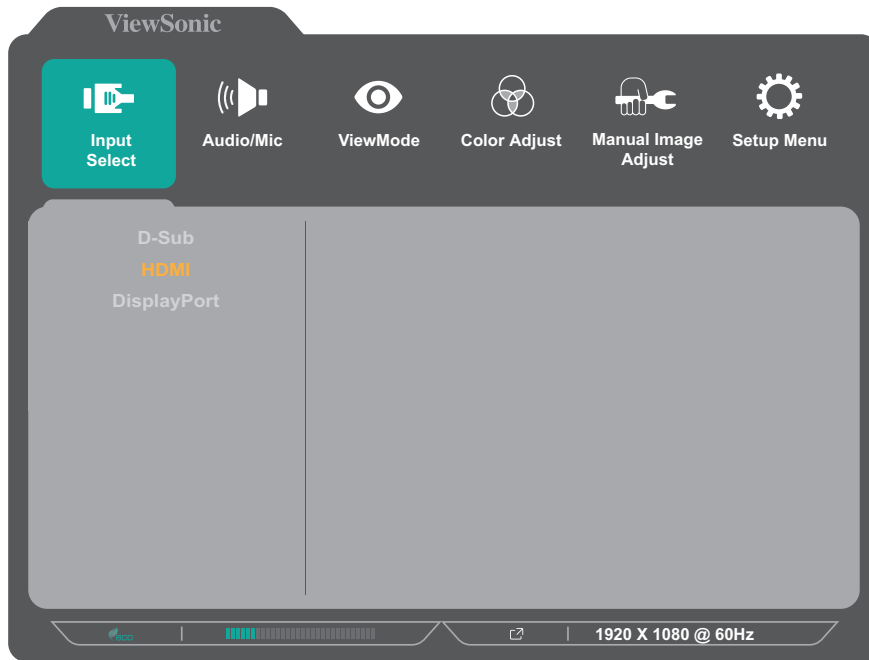 ViewSonic
Input
Select
Audio/Mic
ViewMode
Color Adjust
Manual Image
Adjust
Setup Menu
D-Sub
HDMI
DisplayPort
eco
1920 X 1080 @ 60Hz